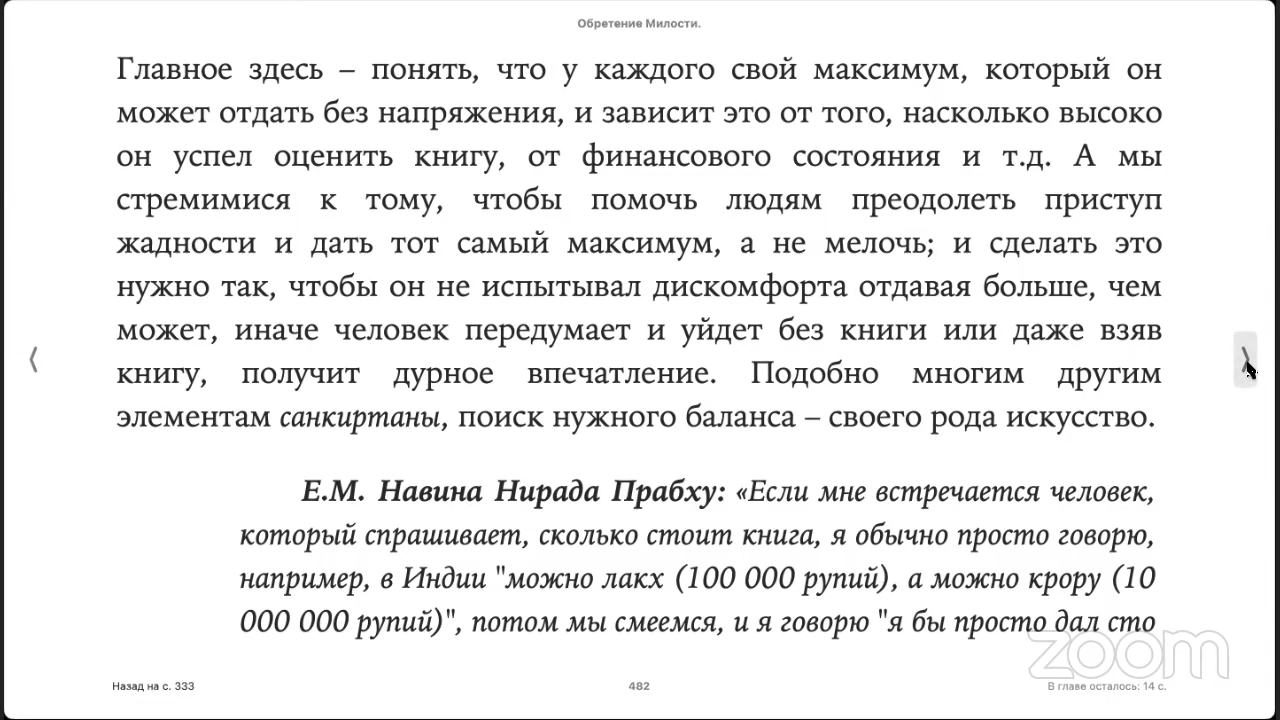 Обретение Милости.
Главное здесь – понять, что у каждого свой максимум, который он
может отдать без напряжения, и зависит это от того, насколько высоко
он успел оценить книгу, от финансового состояния и т.д. А мы
стремимися к тому, чтобы помочь людям преодолеть приступ
жадности и дать тот самый максимум, а не мелочь; и сделать это
нужно так, чтобы он не испытывал дискомфорта отдавая больше, чем
может, иначе человек передумает и уйдет без книги или даже взяв
книгу, получит дурное впечатление. Подобно многим другим
элементам санкиртаны, поиск нужного баланса – своего рода искусство.
Е.М. Навина Нирада Прабху: «Если мне встречается человек,
который спрашивает, сколько стоит книга, я обычно просто говорю,
например, в Индии "можно лакх (100 000 рупий), а можно крору (10
000 000 рупий)", потом мы смеемся, и я говорю "я бы просто дал сто
zoom
Назад на с. 333
482
В главе осталось: 14 с.